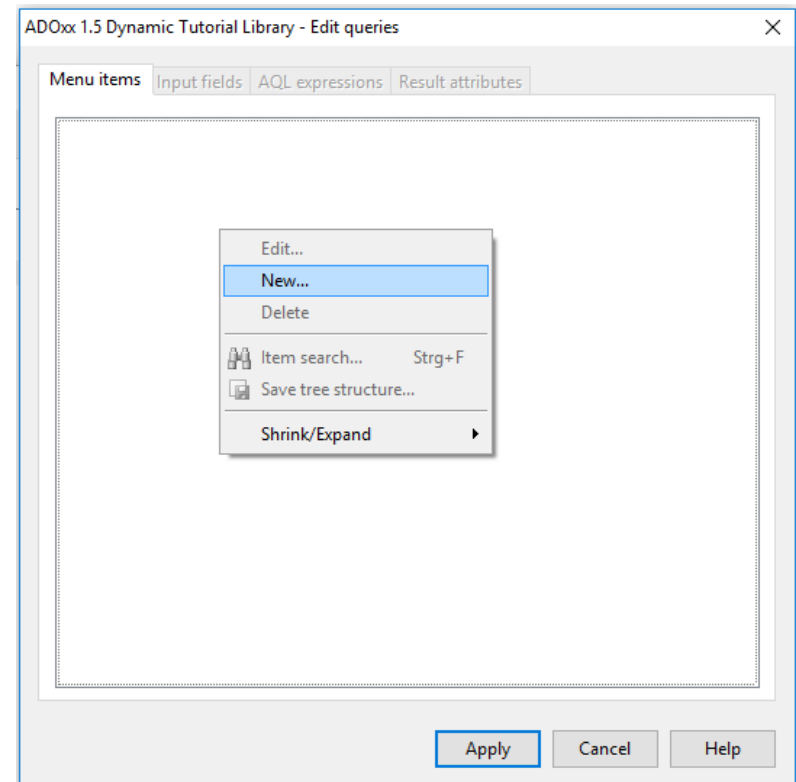 ADOxx 1.5 Dynamic Tutorial Library - Edit queries
Menu items Input fields AQL expressions Result attributes
Edit...
New...
Delete
Item search... Strg+F
Save tree structure...
Shrink/Expand
Apply Cancel Help